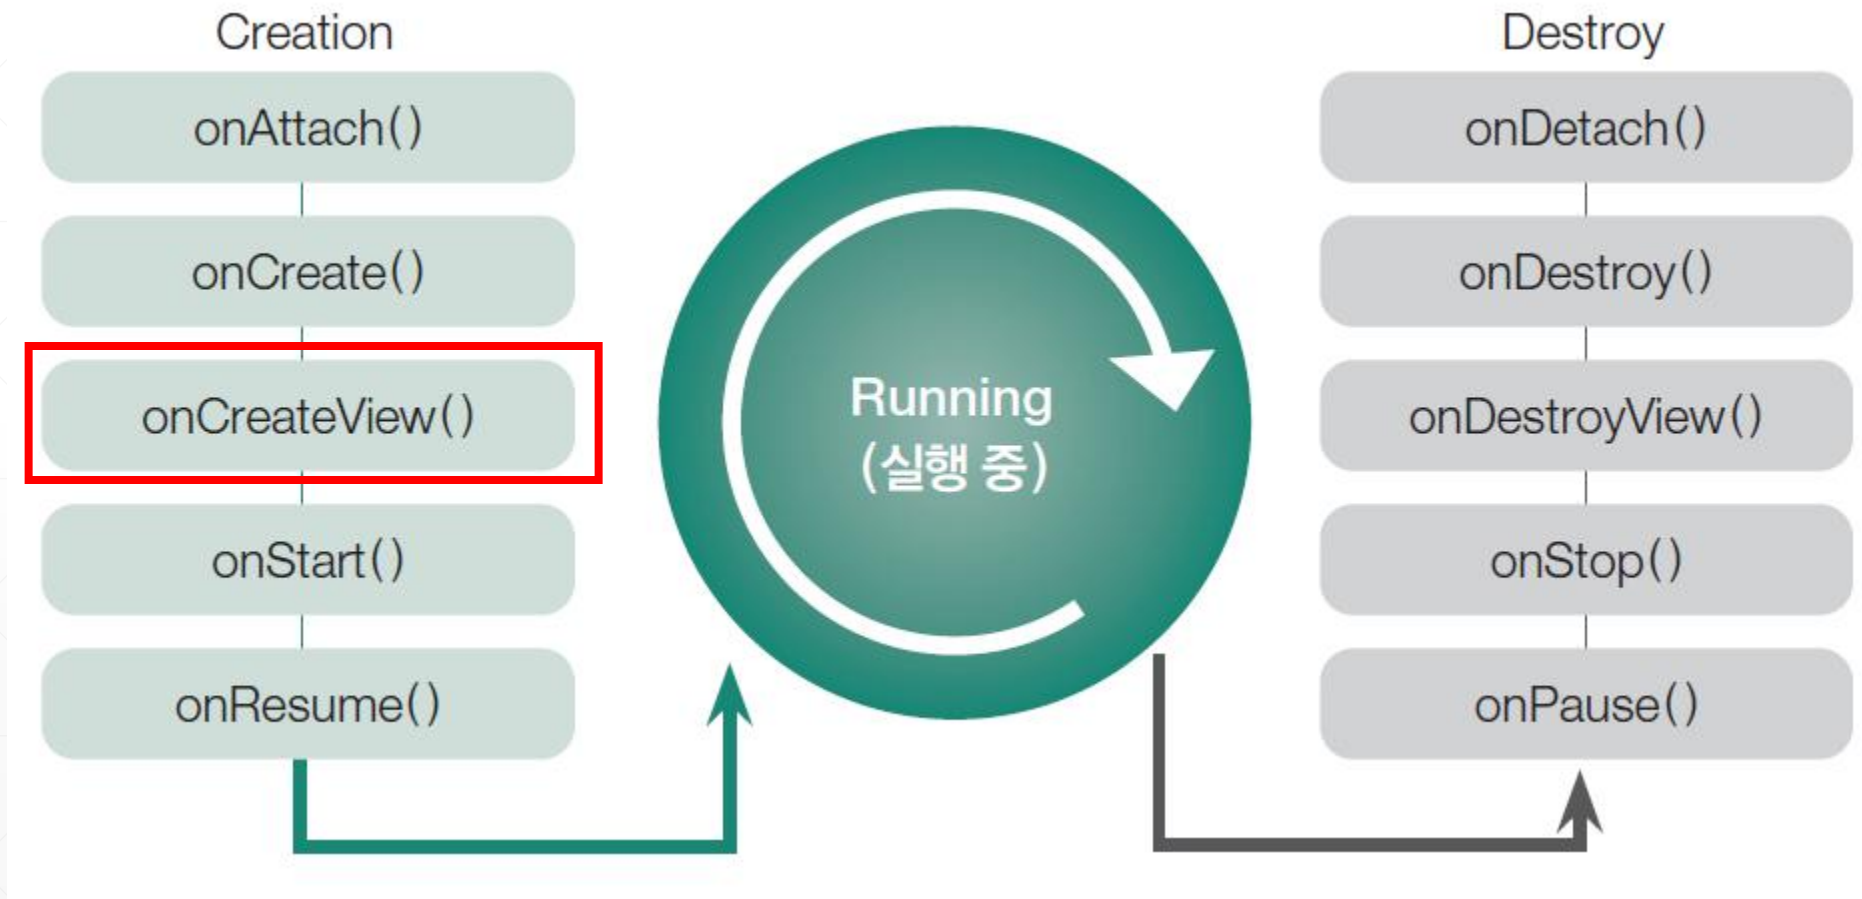 Creation
onAttach()
onCreate()
onCreateView()
onStart()
onResume()
Running
(실행 중)
Destroy
onDetach()
onDestroy()
onDestroyView()
onStop()
onPause()